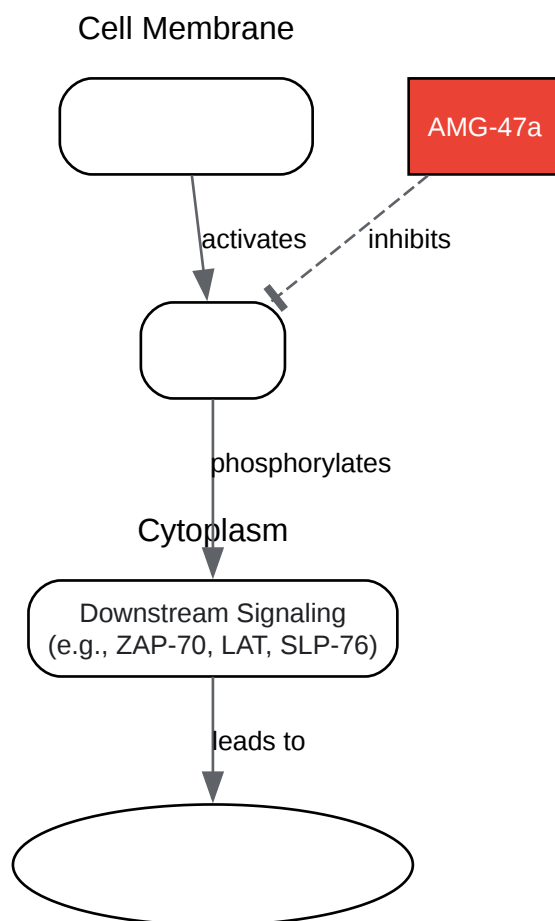 Cell Membrane
AMG-47a
activates
inhibits
phosphorylates
Cytoplasm
Downstream Signaling
(e.g., ZAP-70, LAT, SLP-76)
leads to